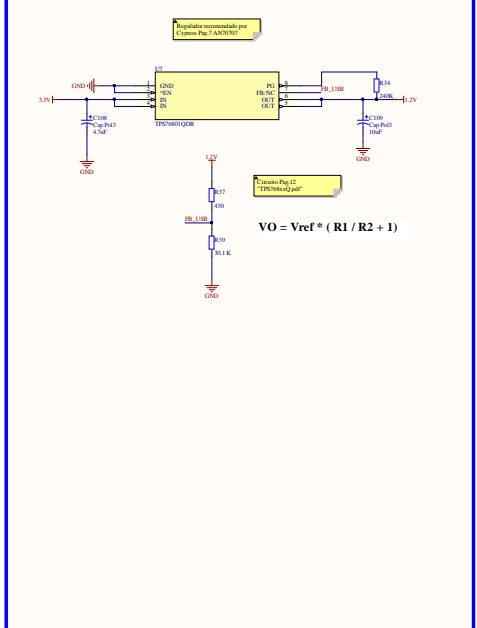 Regulador recomendado por
Cypress Pag.7 AN70707
U?
GND
1 GND PG 8
2 *EN FB/NC 7 FB_USB
3 IN OUT 6
4 IN OUT 5
R34
240K
3.3V
1.2V
C108
Cap Pol3
4.7uF
TPS76801QDR
C109
Cap Pol3
10uF
GND
GND
1.2V
R37
430
Circuito Pag.12
"TPS768xxQ.pdf"
FB_USB
VO = Vref * ( R1 / R2 + 1)
R39
30.1 K
GND